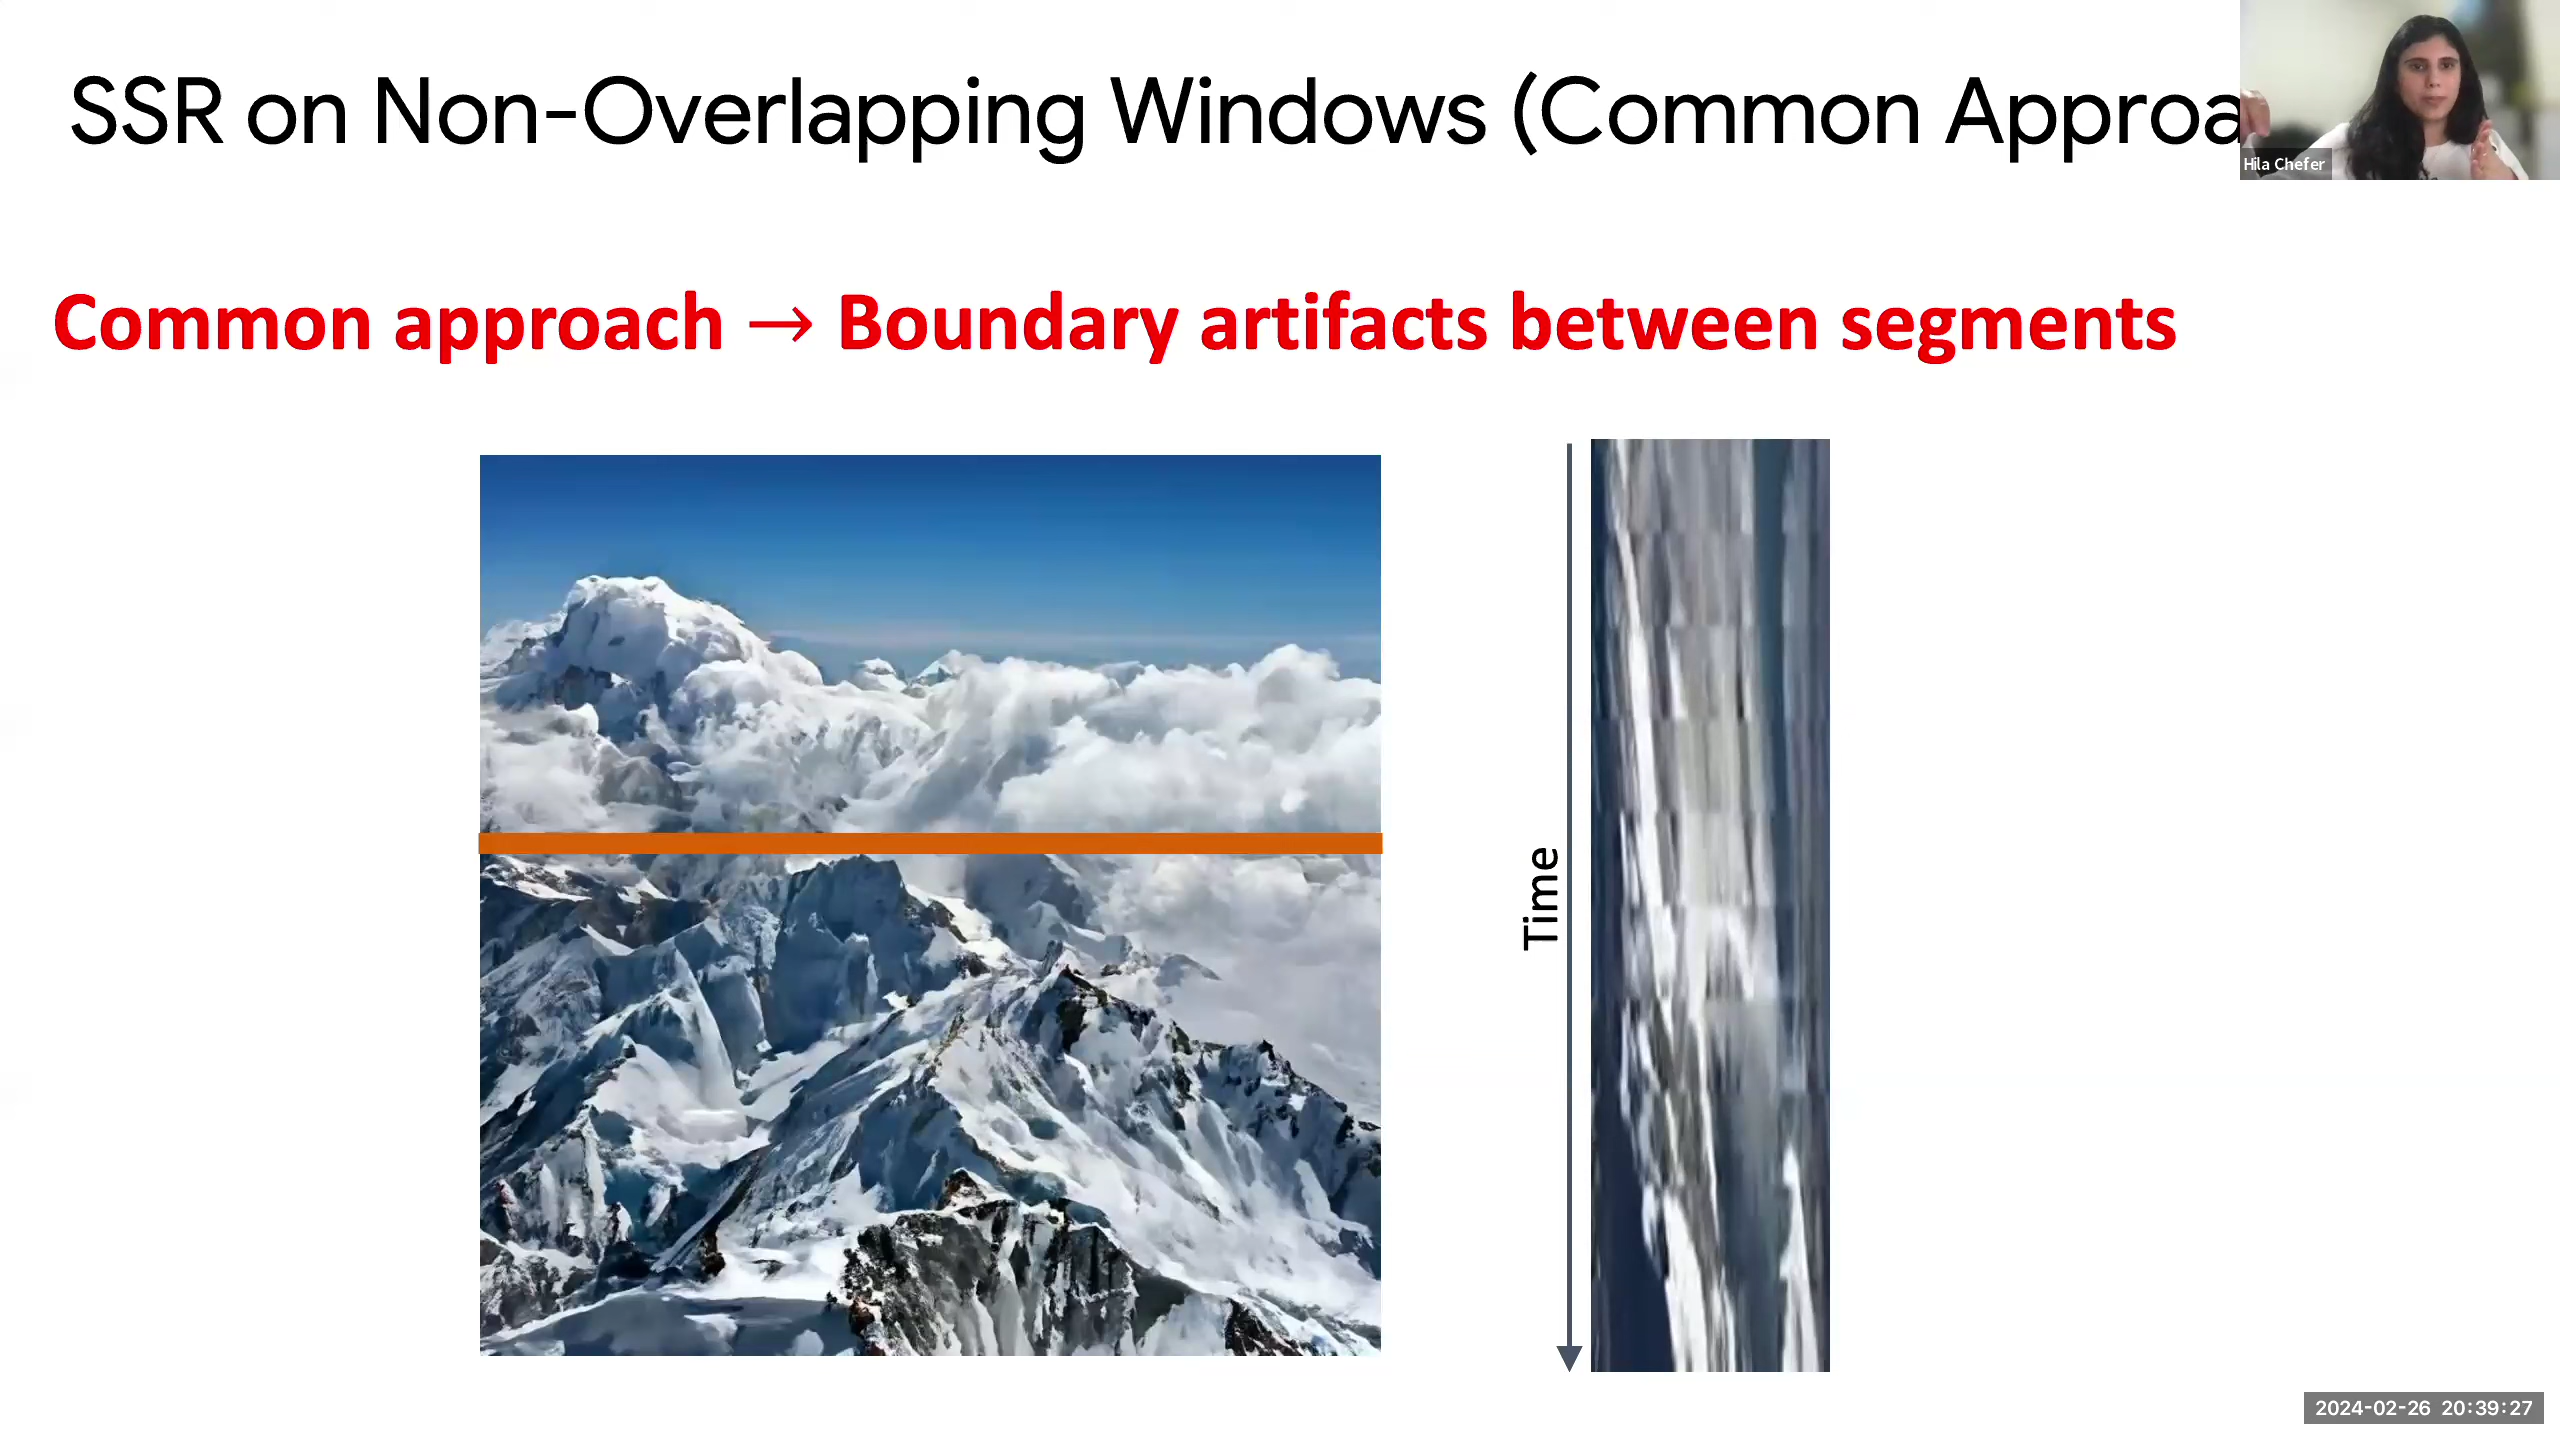 SSR on Non-Overlapping Windows (Common Approa
Hila Chefer
Common approach → Boundary artifacts between segments
Time
2024-02-26 20:39:27